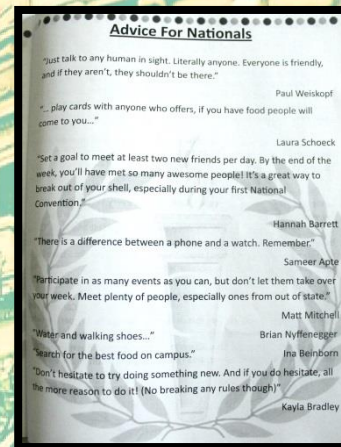 Advice For Nationals
"Just talk to any human in sight. Literally anyone. Everyone is friendly,
and if they aren't, they shouldn't be there."
Paul Weiskopf
"... play cards with anyone who offers, if you have food people will
come to you..."
Laura Schoeck
"Set a goal to meet at least two new friends per day. By the end of the
week, you'll have met so many awesome people! It's a great way to
break out of your shell, especially during your first National
Convention."
Hannah Barrett
"There is a difference between a phone and a watch. Remember."
Sameer Apte
"Participate in as many events as you can, but don't let them take over
your week. Meet plenty of people, especially ones from out of state."
Matt Mitchell
"Water and walking shoes..." Brian Nyffenegger
"Search for the best food on campus." Ina Beinborn
"Don't hesitate to try doing something new. And if you do hesitate, all
the more reason to do it! (No breaking any rules though)"
Kayla Bradley